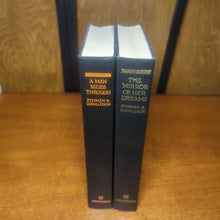 A MAN
RIDES
THROUGH
STEPHEN R.
DONALDSON
THE
MIRROR
OF HER
DREAMS
STEPHEN R.
DONALDSON